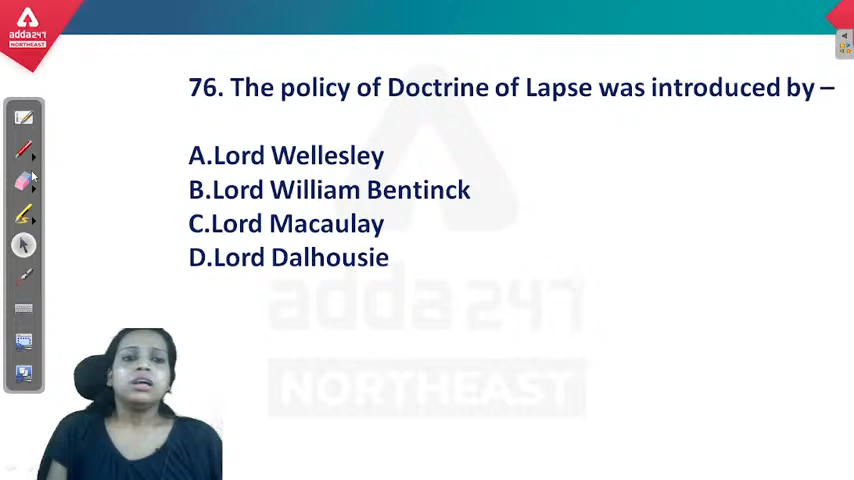 adda247
NORTHEAST
76. The policy of Doctrine of Lapse was introduced by –
A.Lord Wellesley
B.Lord William Bentinck
C.Lord Macaulay
D.Lord Dalhousie
adda247
NORTHEAST